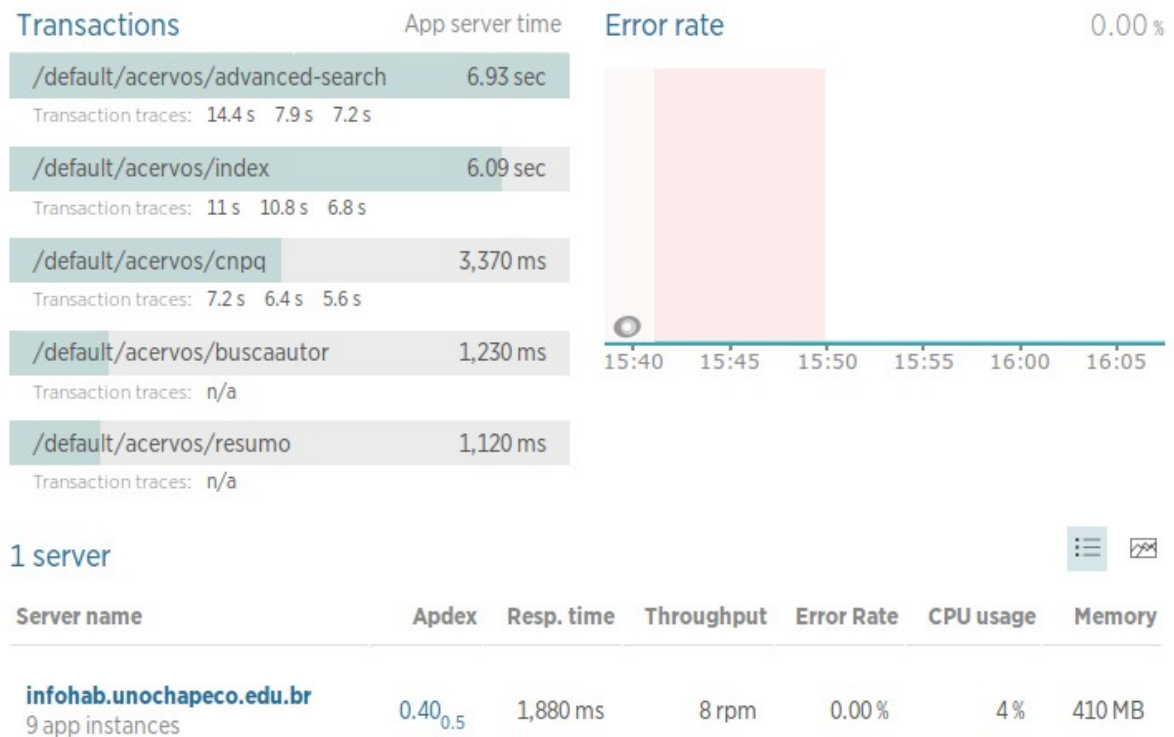 Transactions App server time
/default/acervos/advanced-search 6.93 sec
Transaction traces: 14.4 s 7.9 s 7.2 s
/default/acervos/index 6.09 sec
Transaction traces: 11 s 10.8 s 6.8 s
/default/acervos/cnpq 3,370 ms
Transaction traces: 7.2 s 6.4 s 5.6 s
/default/acervos/buscaautor 1,230 ms
Transaction traces: n/a
/default/acervos/resumo 1,120 ms
Transaction traces: n/a
Error rate 0.00 %
15:40 15:45 15:50 15:55 16:00 16:05
1 server
Server name Apdex Resp. time Throughput Error Rate CPU usage Memory
infohab.unochapeco.edu.br 0.40 0.5 1,880 ms 8 rpm 0.00 % 4 % 410 MB
9 app instances